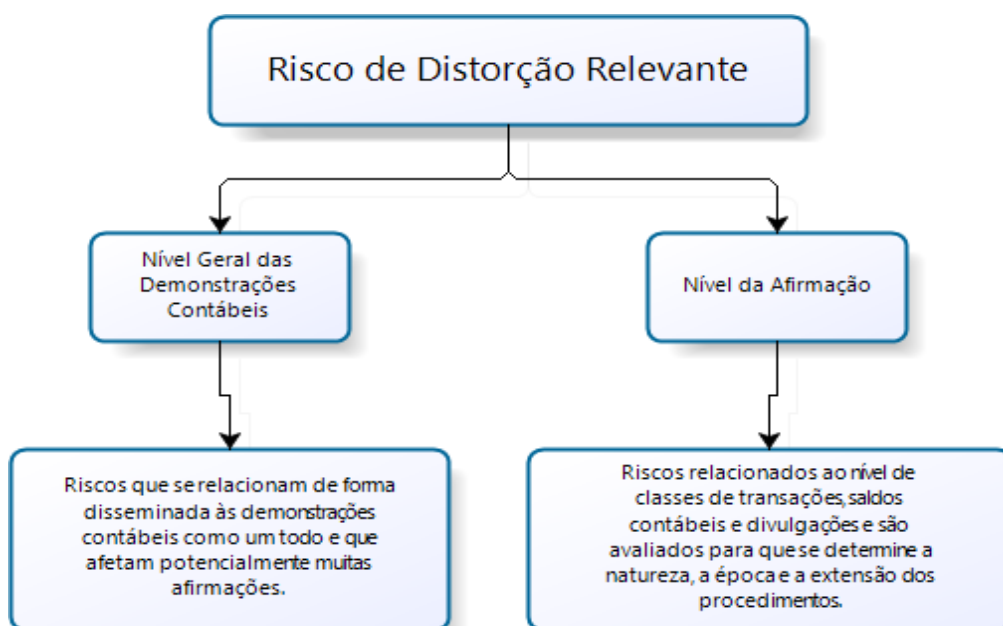 Risco de Distorção Relevante
Nível Geral das
Demonstrações
Contábeis
Nível da Afirmação
Riscos que se relacionam de forma
disseminada às demonstrações
contábeis como um todo e que
afetam potencialmente muitas
afirmações.
Riscos relacionados ao nível de
classes de transações, saldos
contábeis e divulgações e são
avaliados para que se determine a
natureza, a época e a extensão dos
procedimentos.